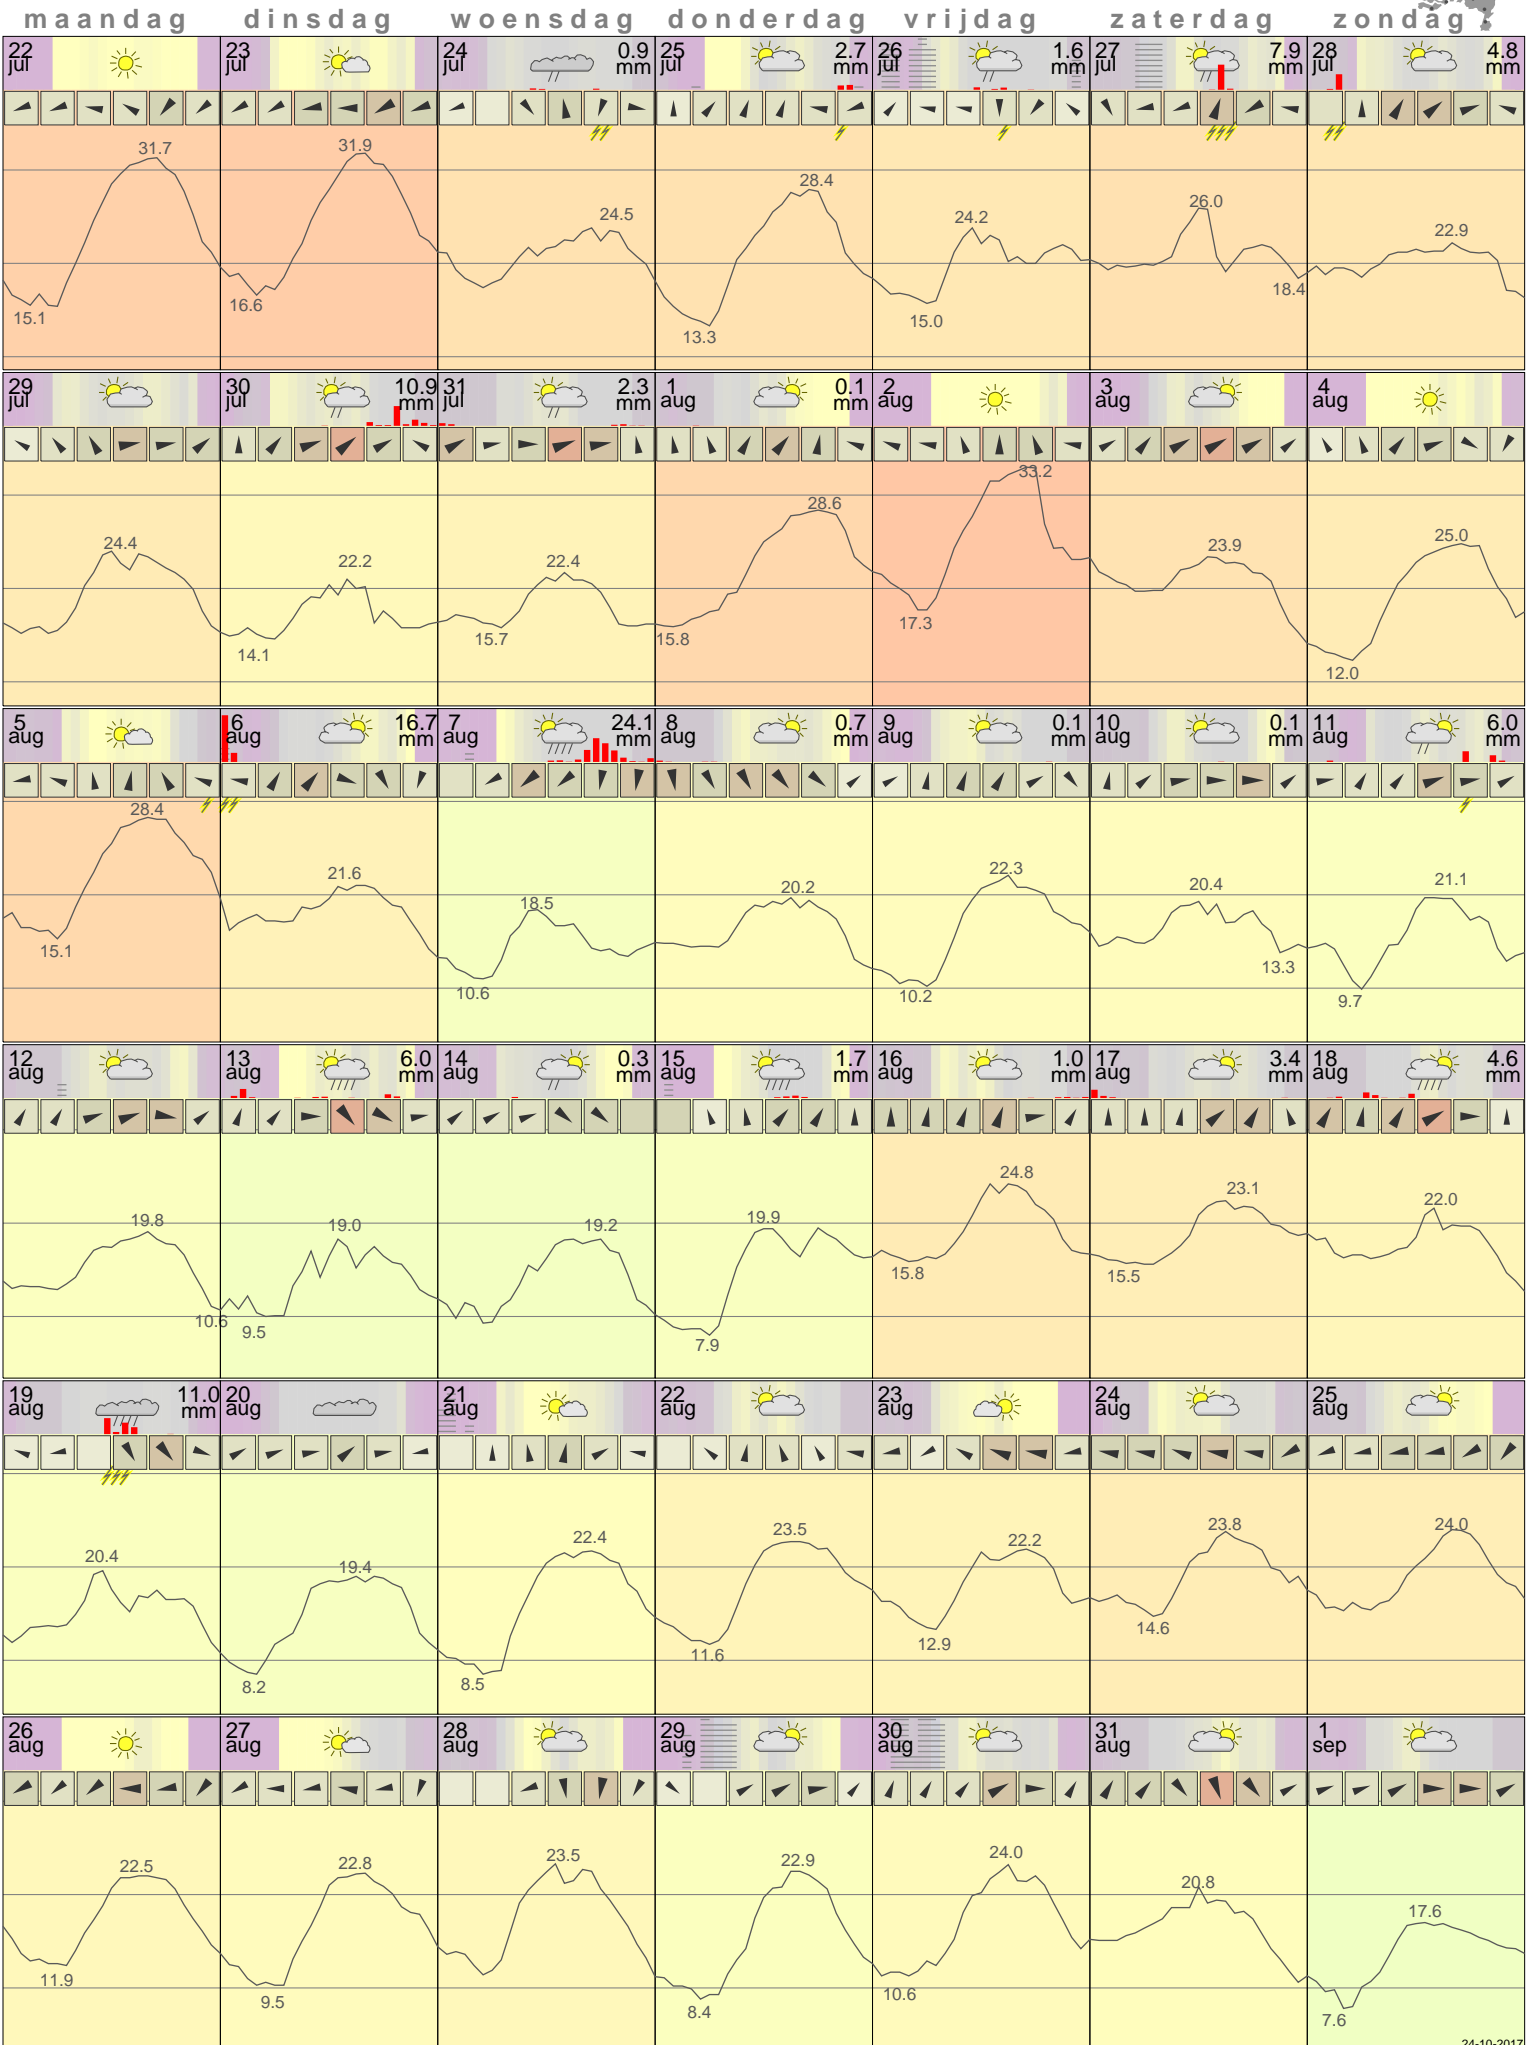 maandag dinsdag woensdag donderdag vrijdag zaterdag zondag
22 23 24 0.9 25 2.7 26 1.6 27 7.9 28 4.8
jul jul jul mm jul mm jul mm jul mm jul mm
31.7 31.9 24.5 28.4 24.2 26.0 22.9
15.1 16.6 13.3 15.0 18.4
29 30 10.9 31 2.3 1 0.1 2 3 4
jul jul mm jul mm aug mm aug aug aug
24.4 22.2 22.4 28.6 33.2 23.9 25.0
14.1 15.7 15.8 17.3 12.0
5 6 16.7 7 24.1 8 0.7 9 0.1 10 0.1 11 6.0
aug aug mm aug mm aug mm aug mm aug mm aug mm
28.4 21.6 18.5 20.2 22.3 20.4 21.1
15.1 10.6 10.2 13.3 9.7
12 13 6.0 14 0.3 15 1.7 16 1.0 17 3.4 18 4.6
aug aug mm aug mm aug mm aug mm aug mm aug mm
19.8 19.0 19.2 19.9 24.8 23.1 22.0
10.6 9.5 7.9 15.8 15.5
19 11.0 20 21 22 23 24 25
aug mm aug aug aug aug aug aug
20.4 19.4 22.4 23.5 22.2 23.8 24.0
8.2 8.5 11.6 12.9 14.6
26 27 28 29 30 31 1
aug aug aug aug aug aug sep
22.5 22.8 23.5 22.9 24.0 20.8 17.6
11.9 9.5 8.4 10.6 7.6
24-10-2017